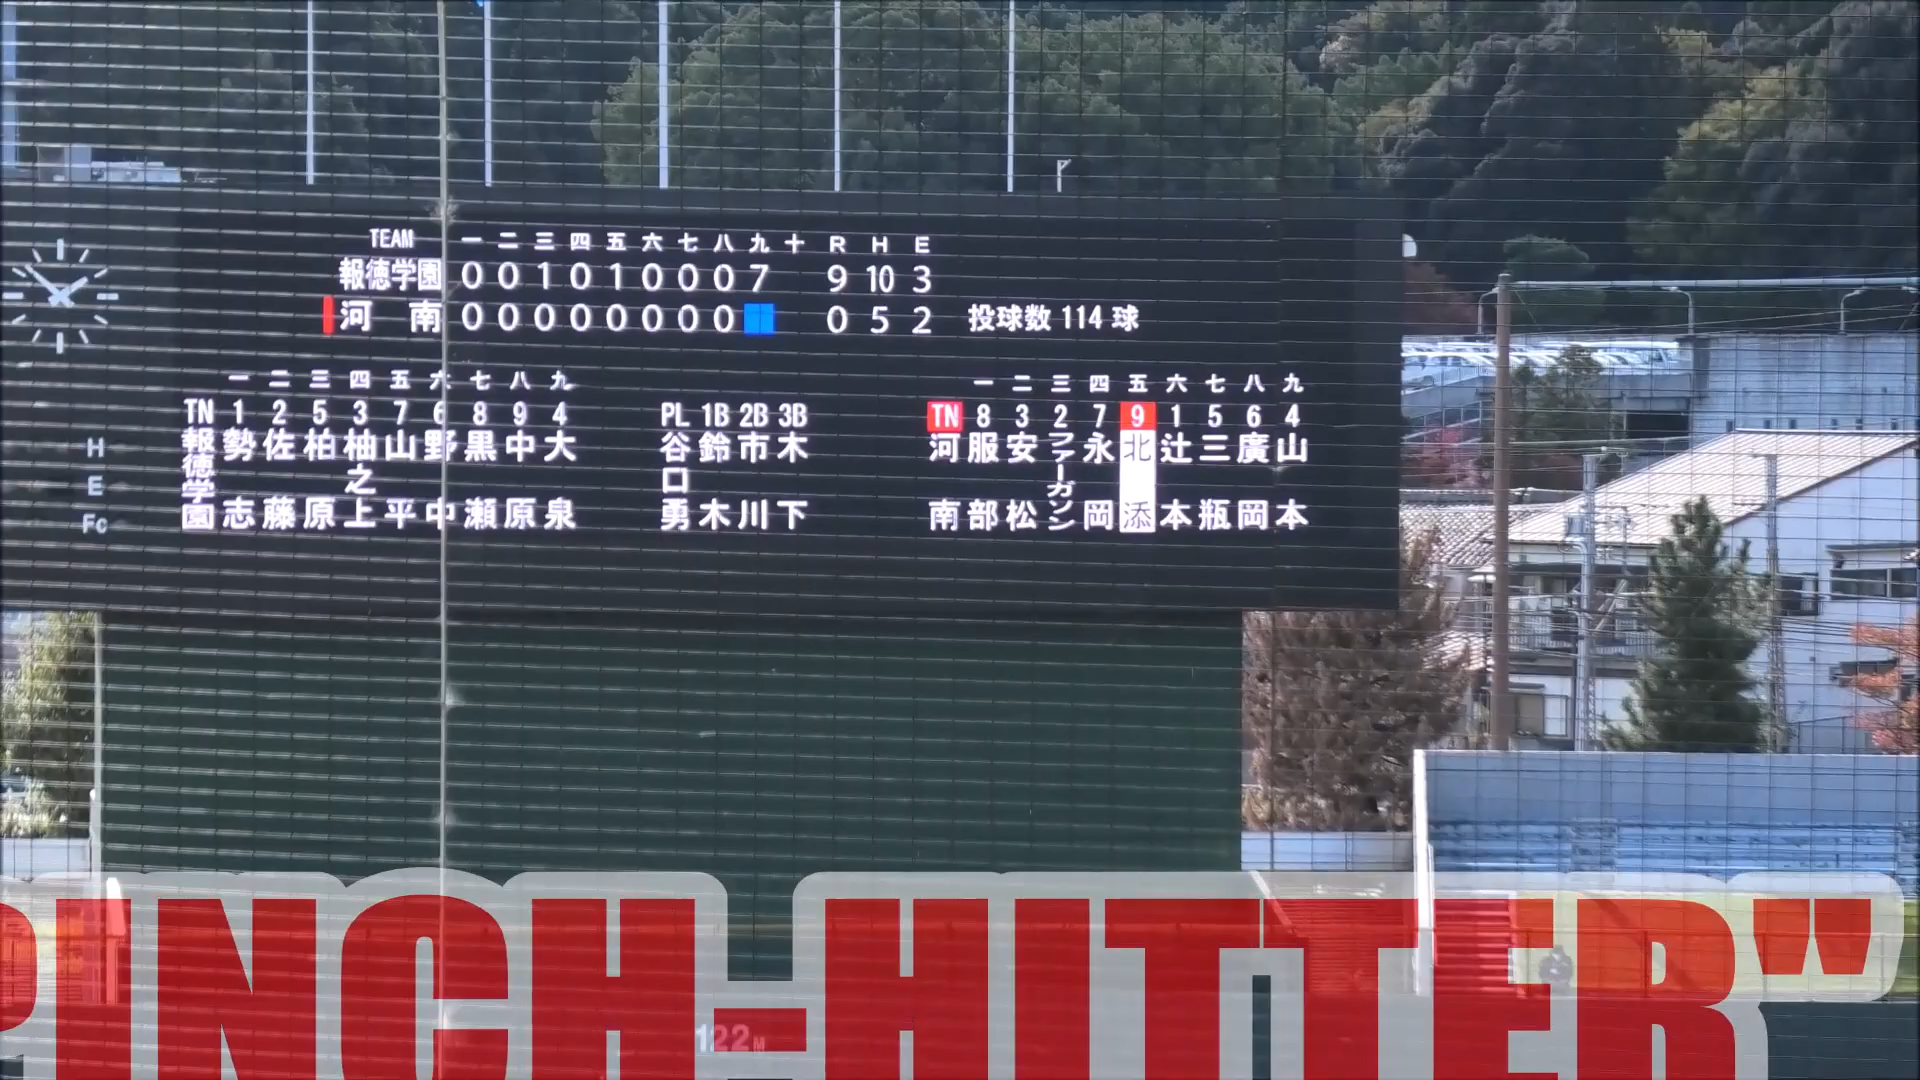 TEAM 一 二 三 四 五 六 七 八 九 十 R H E
報徳学園 0 0 1 0 1 0 0 0 7 9 10 3
河 南 0 0 0 0 0 0 0 0 0 5 2 投球数 114 球
一 二 三 四 五 六 七 八 九
TN 1 2 5 3 7 6 8 9 4
報徳学園 勢志 佐藤 柏原 柚之上 山平 野中 黒瀬 中原 大泉
PL 1B 2B 3B
谷口勇 鈴木 市川 木下
一 二 三 四 五 六 七 八 九
TN 8 3 2 7 9 1 5 6 4
河南 服部 安松 ファーガソン 永岡 北添 辻本 三瓶 廣岡 山本
H
E
Fc
PINCH-HITTER"
122M